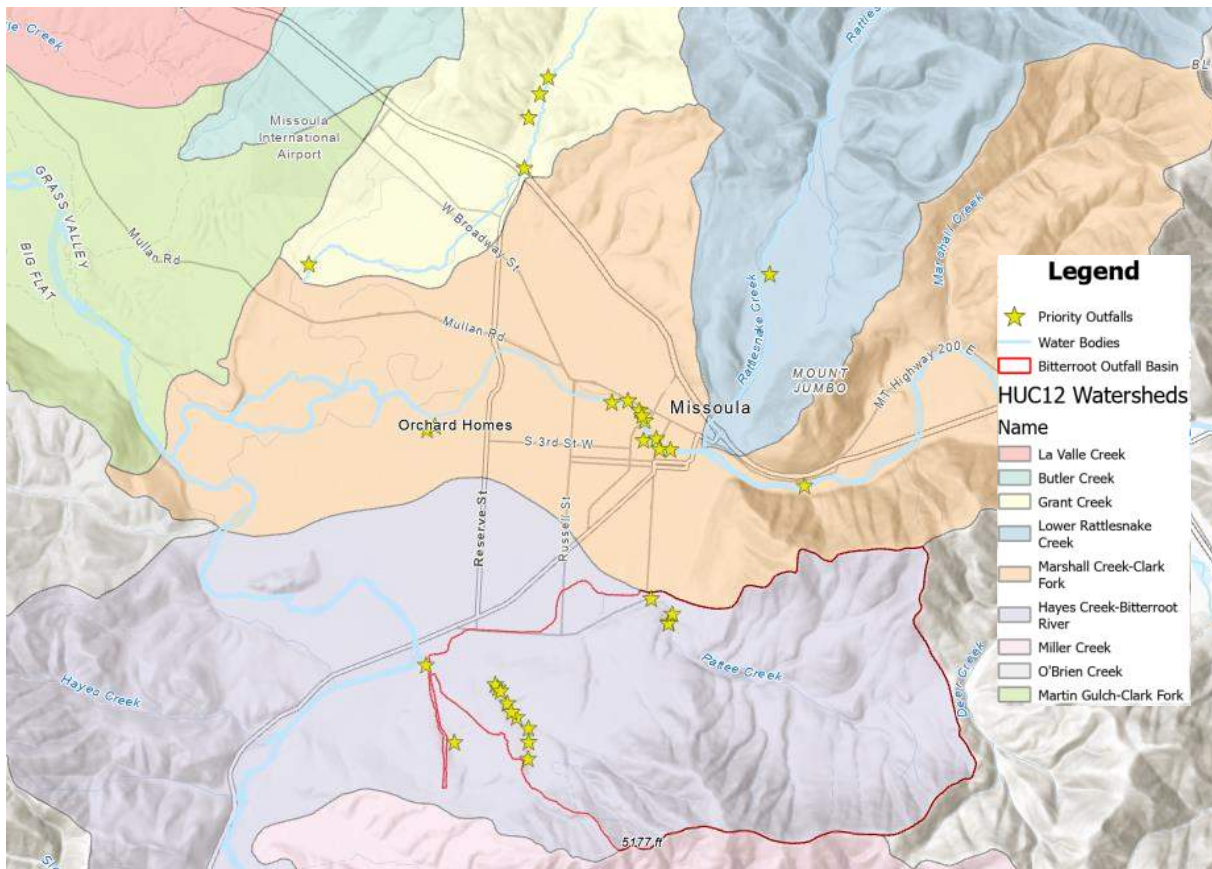 le Creek
Rattlesn
BL
Missoula
International
Airport
GRASS VALLEY
BIG FLAT
Mullan Rd
W Broadway St
Marshall Creek
Rattlesnake Creek
Mullan Rd
MOUNT
JUMBO
MT Highway 200 E
Missoula
Orchard Homes
S 3rd St W
Reserve St
Russell St
Pattee Creek
Hayes Creek
Deer Creek
5177 ft
Legend
Priority Outfalls
Water Bodies
Bitterroot Outfall Basin
HUC12 Watersheds
Name
La Valle Creek
Butler Creek
Grant Creek
Lower Rattlesnake
Creek
Marshall Creek-Clark
Fork
Hayes Creek-Bitterroot
River
Miller Creek
O'Brien Creek
Martin Gulch-Clark Fork